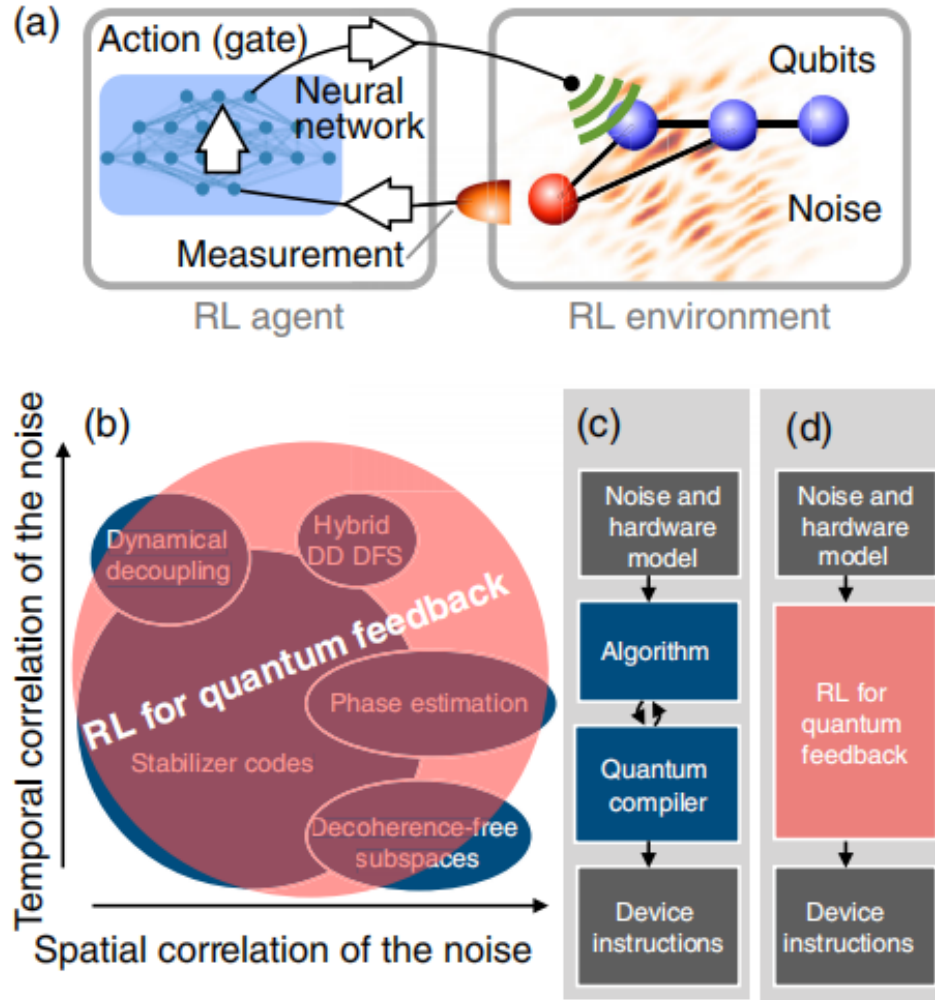 (a)
Action (gate)
Neural
network
Qubits
Noise
Measurement
RL agent
RL environment
(b)
Temporal correlation of the noise
Dynamical
decoupling
Hybrid
DD DFS
RL for quantum feedback
Phase estimation
Stabilizer codes
Decoherence-free
subspaces
Spatial correlation of the noise
(c)
Noise and
hardware
model
Algorithm
Quantum
compiler
Device
instructions
(d)
Noise and
hardware
model
RL for
quantum
feedback
Device
instructions